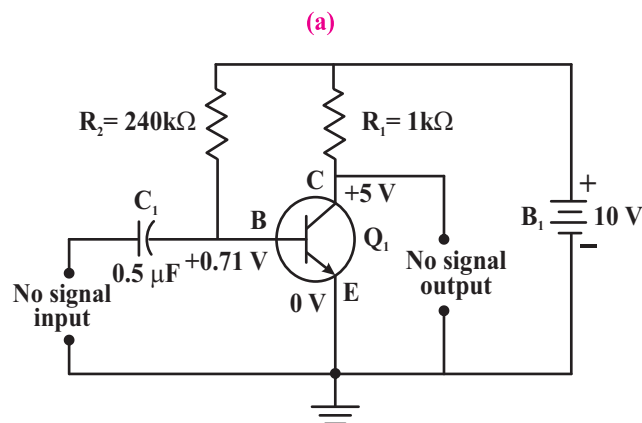 (a)
R₂= 240kΩ
R₁= 1kΩ
C
+5 V
C₁
B
B₁
+
10 V
−
Q₁
0.5 µF
+0.71 V
No signal
input
0 V
E
No signal
output